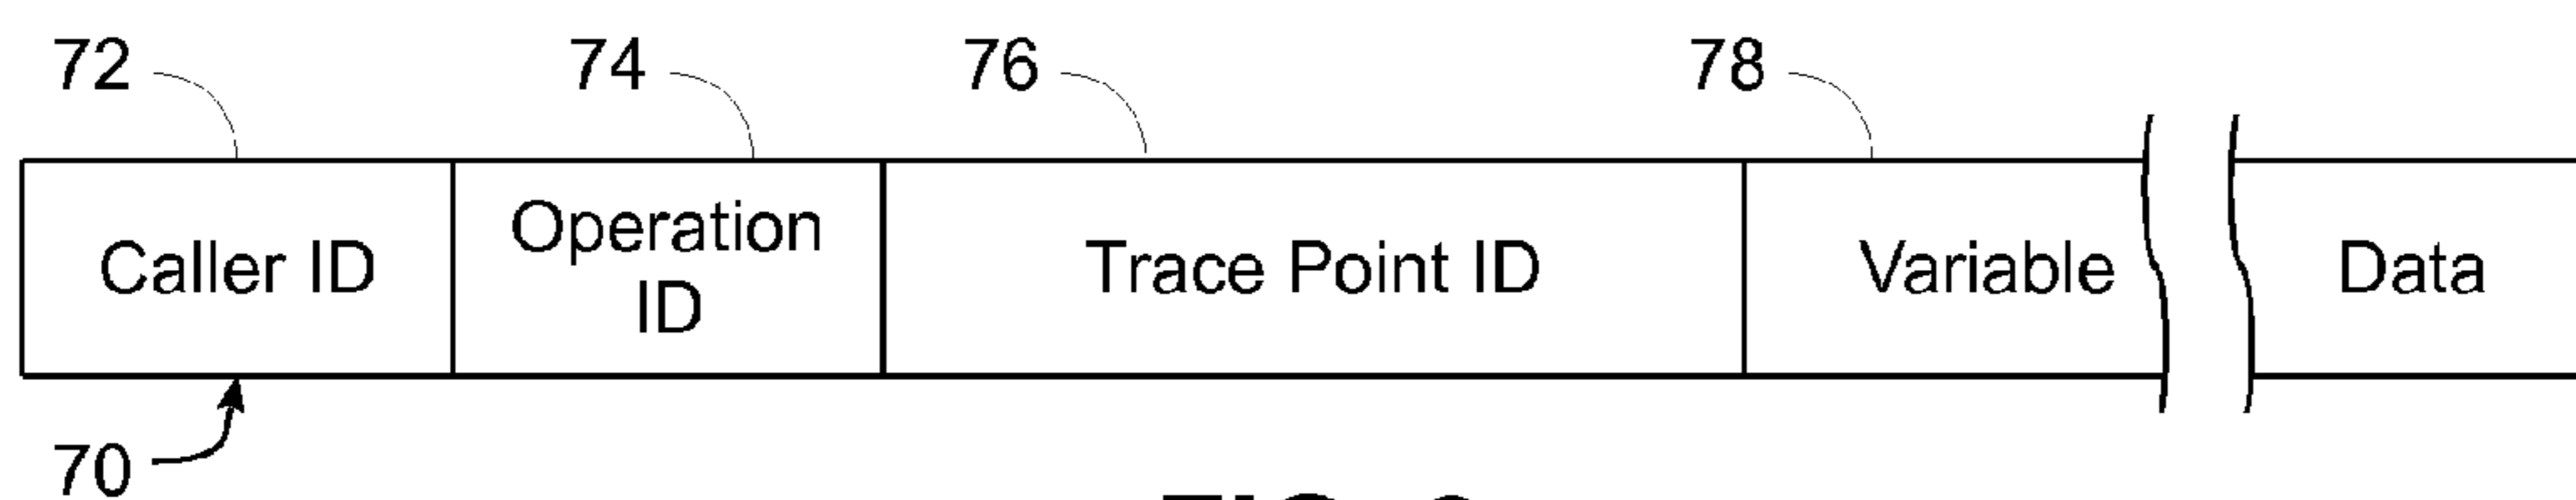 72 74 76 78
Caller ID
Operation
ID
Trace Point ID
Variable
Data
70